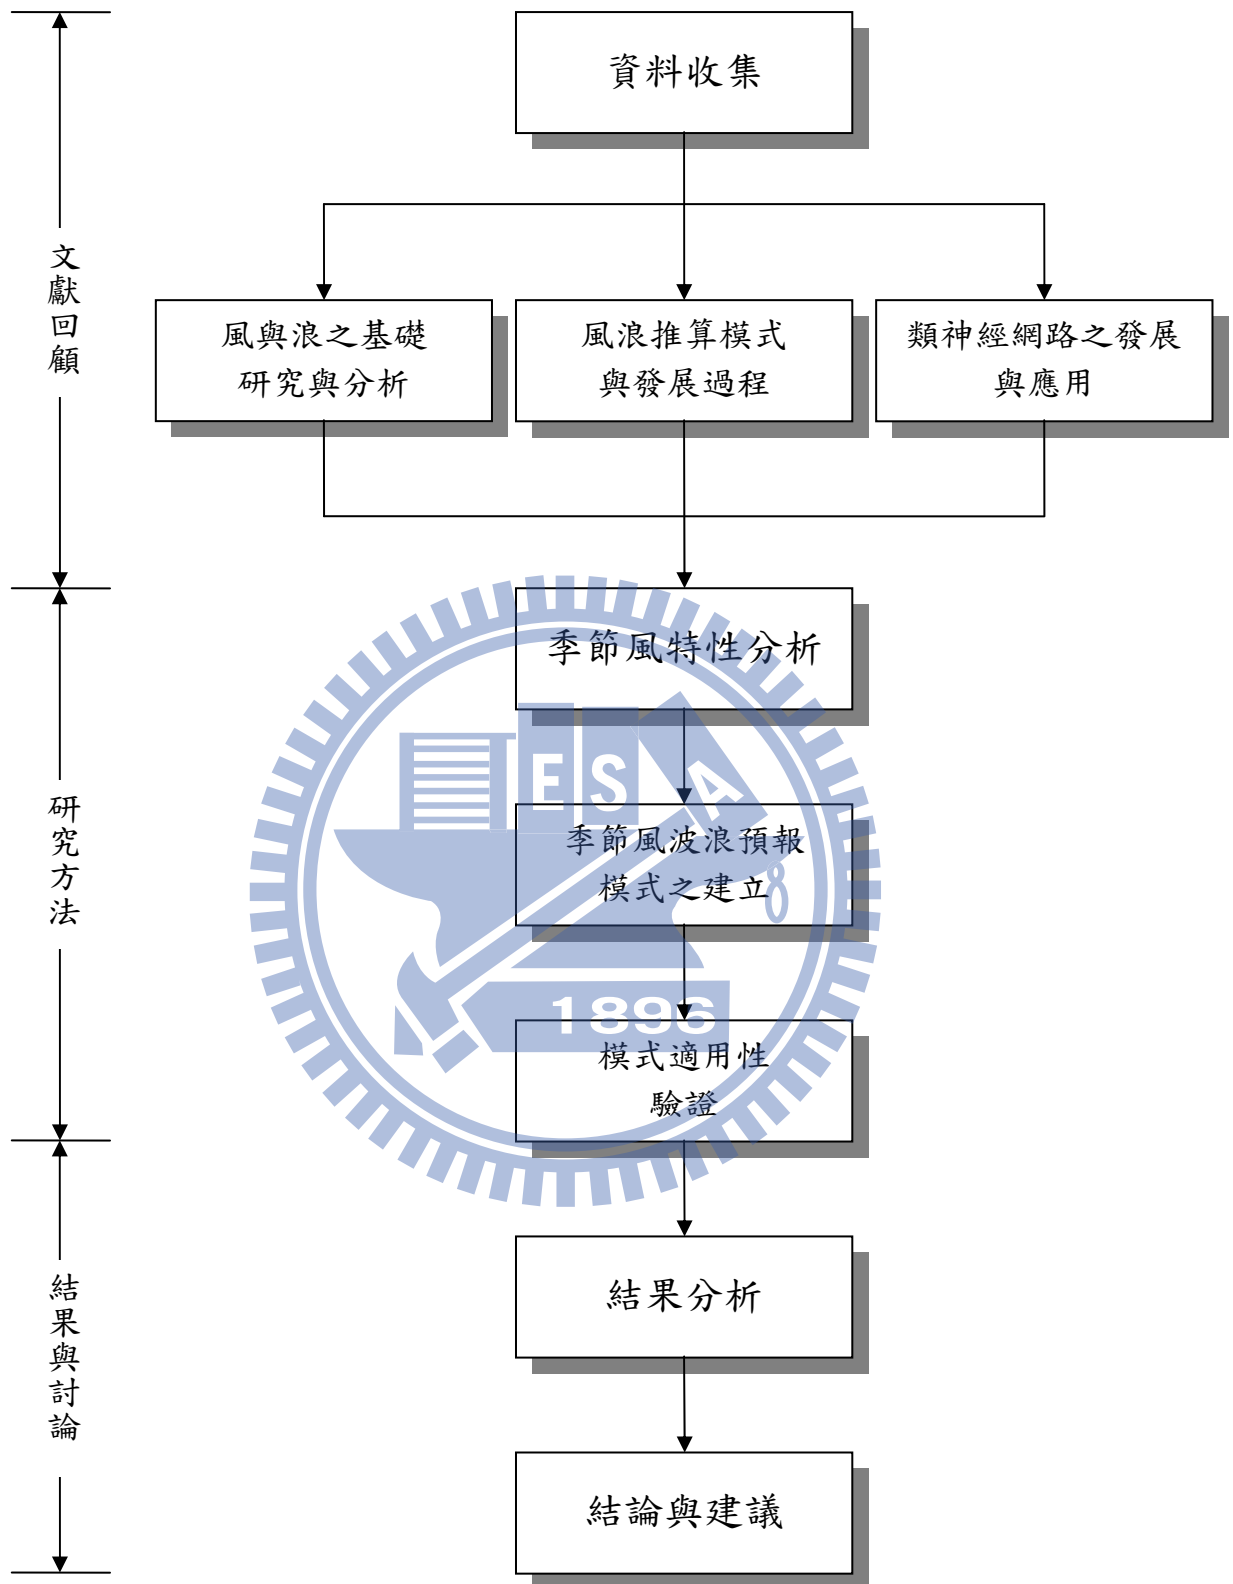 資料收集
文獻回顧
風與浪之基礎
研究與分析
風浪推算模式
與發展過程
類神經網路之發展
與應用
季節風特性分析
ESA
研究方法
季節風波浪預報
模式之建立
8
1896
模式適用性
驗證
結果與討論
結果分析
結論與建議